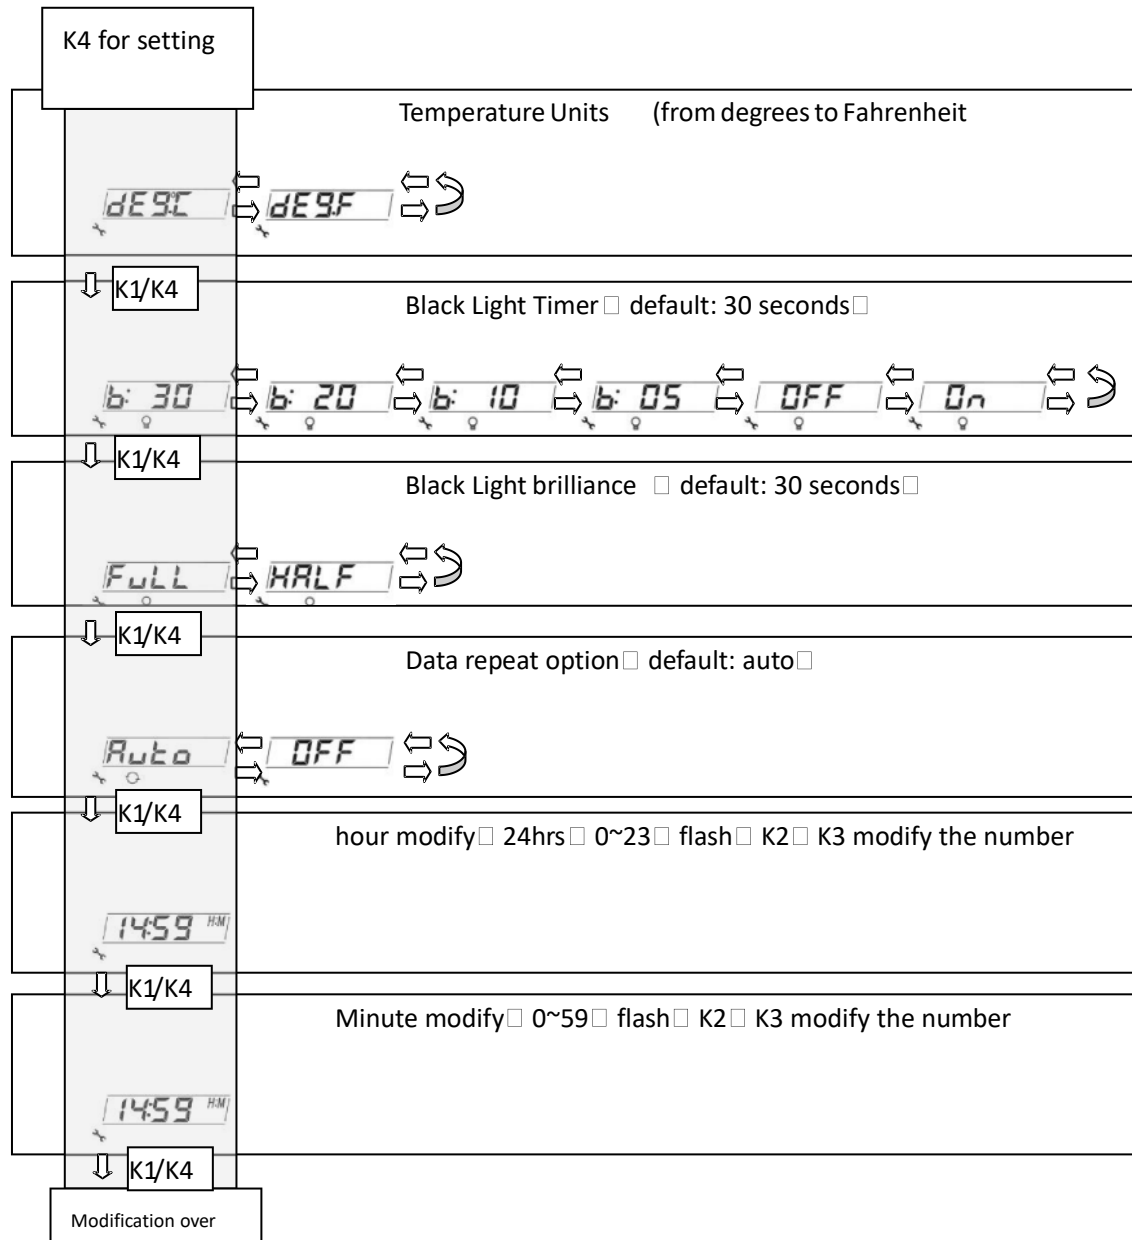 K4 for setting
Temperature Units (from degrees to Fahrenheit
dEg°C dEg.F
K1/K4
Black Light Timer□ default: 30 seconds□
b: 30 b: 20 b: 10 b: 05 OFF On
K1/K4
Black Light brilliance □ default: 30 seconds□
FuLL HALF
K1/K4
Data repeat option□ default: auto□
Auto OFF
K1/K4
hour modify□ 24hrs□ 0~23□ flash□ K2□ K3 modify the number
14:59 H:M
K1/K4
Minute modify□ 0~59□ flash□ K2□ K3 modify the number
14:59 H:M
K1/K4
Modification over